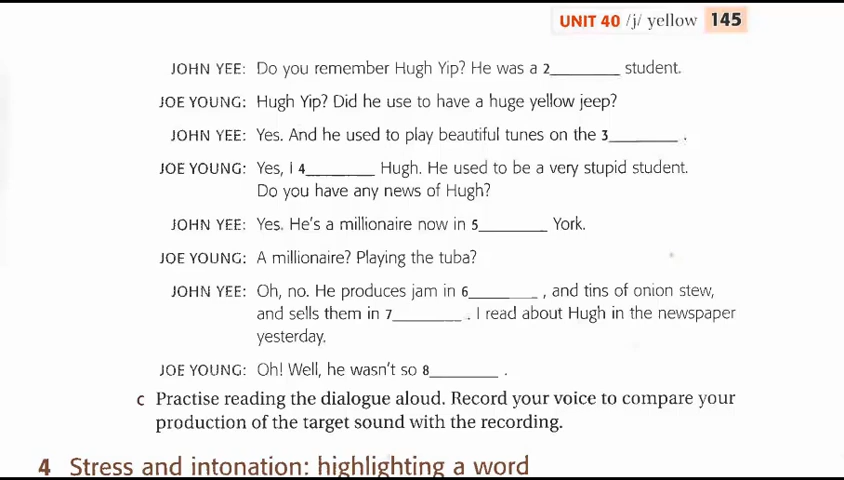 UNIT 40 /j/ yellow 145
JOHN YEE: Do you remember Hugh Yip? He was a 2________ student.
JOE YOUNG: Hugh Yip? Did he use to have a huge yellow jeep?
JOHN YEE: Yes. And he used to play beautiful tunes on the 3________ .
JOE YOUNG: Yes, I 4________ Hugh. He used to be a very stupid student.
Do you have any news of Hugh?
JOHN YEE: Yes. He's a millionaire now in 5________ York.
JOE YOUNG: A millionaire? Playing the tuba?
JOHN YEE: Oh, no. He produces jam in 6________ , and tins of onion stew,
and sells them in 7________ . I read about Hugh in the newspaper
yesterday.
JOE YOUNG: Oh! Well, he wasn't so 8________ .
c Practise reading the dialogue aloud. Record your voice to compare your
production of the target sound with the recording.
4 Stress and intonation: highlighting a word